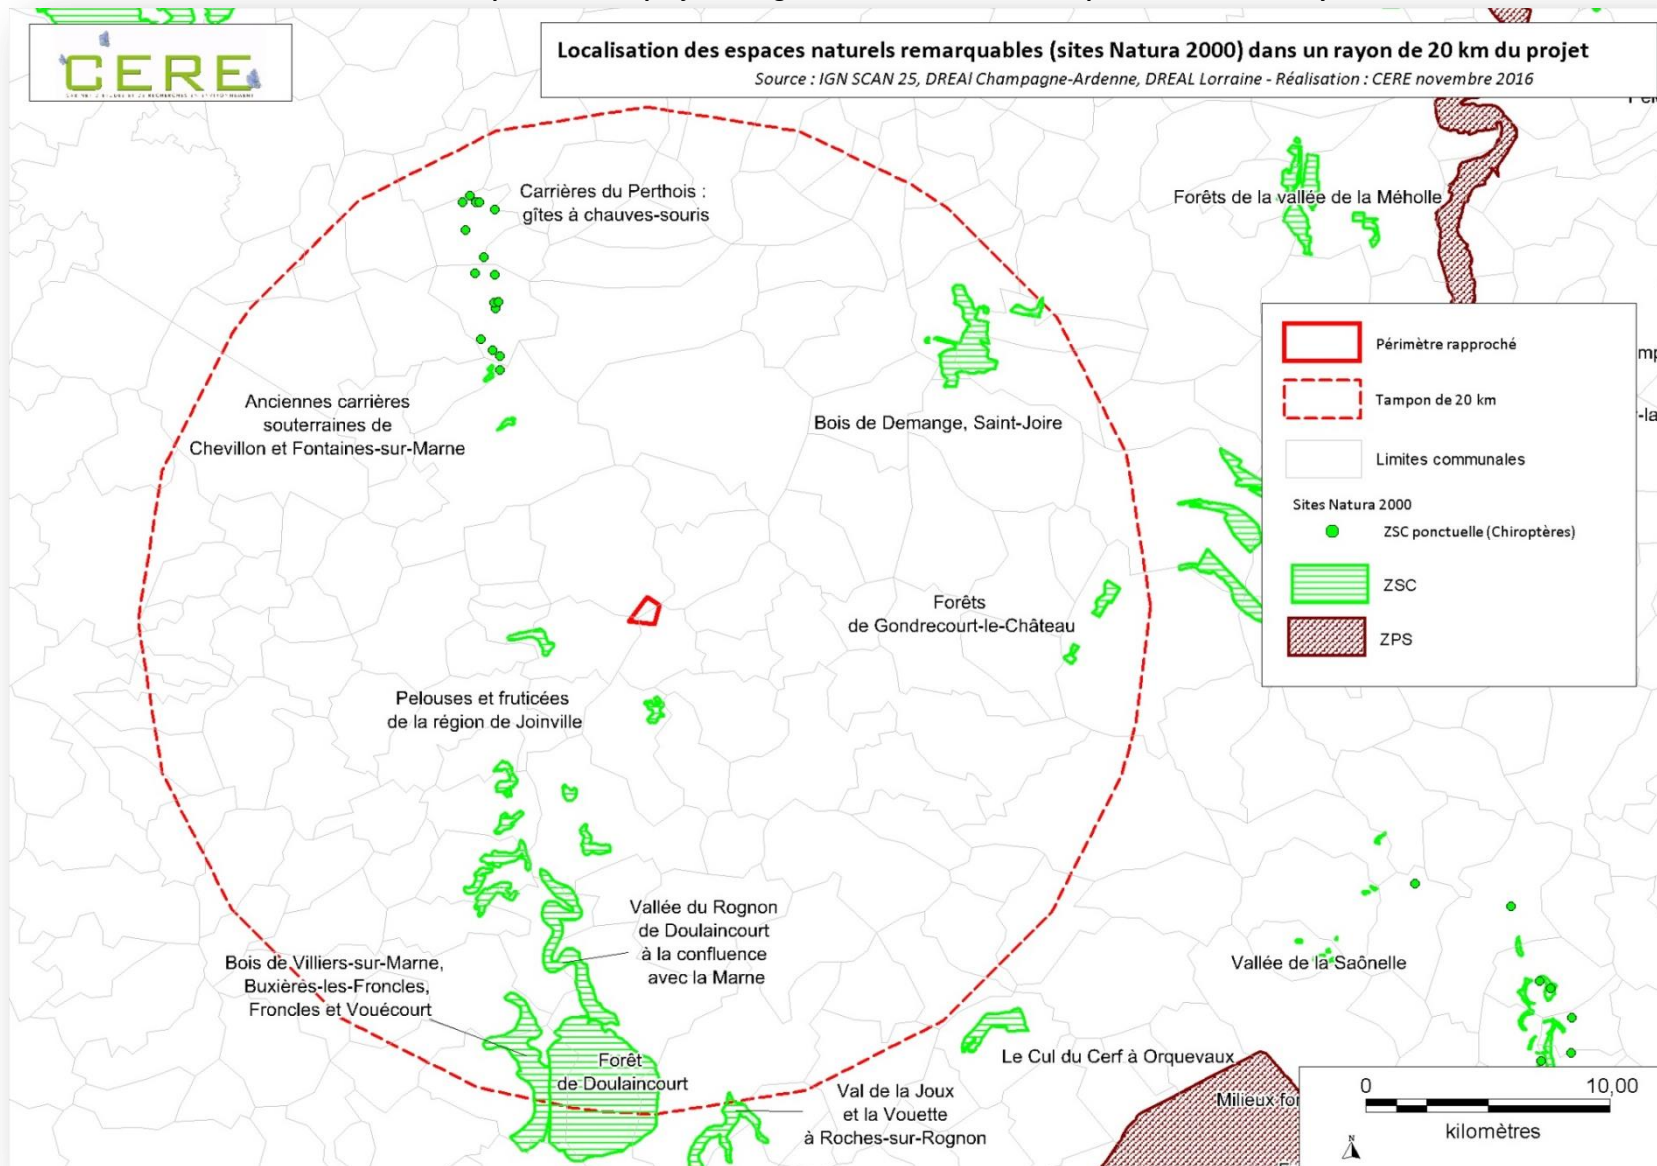 CERE
Localisation des espaces naturels remarquables (sites Natura 2000) dans un rayon de 20 km du projet
Source : IGN SCAN 25, DREAl Champagne-Ardenne, DREAL Lorraine - Réalisation : CERE novembre 2016
Carrières du Perthois :
gîtes à chauves-souris
Forêts de la vallée de la Méholle
Anciennes carrières
souterraines de
Chevillon et Fontaines-sur-Marne
Bois de Demange, Saint-Joire
Périmètre rapproché
Tampon de 20 km
Limites communales
Sites Natura 2000
ZSC ponctuelle (Chiroptères)
ZSC
ZPS
Forêts
de Gondrecourt-le-Château
Pelouses et fruticées
de la région de Joinville
Vallée du Rognon
de Doulaincourt
à la confluence
avec la Marne
Bois de Villiers-sur-Marne,
Buxières-les-Froncles,
Froncles et Vouécourt
Vallée de la Saônelle
Forêt
de Doulaincourt
Le Cul du Cerf à Orquevaux
Val de la Joux
et la Vouette
à Roches-sur-Rognon
Milieux for
0 10,00
kilomètres
N